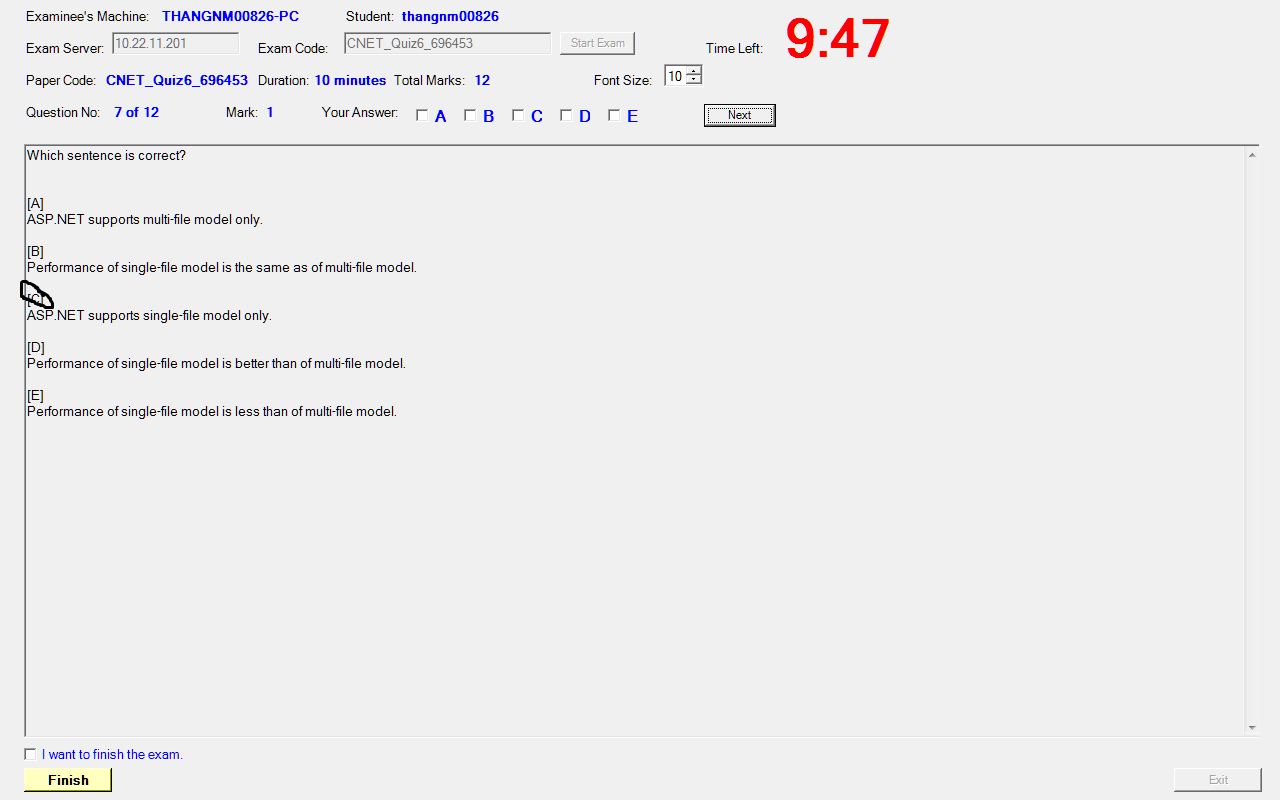 Examinee's Machine: THANGNM00826-PC Student: thangnm00826
Exam Server: 10.22.11.201 Exam Code: CNET_Quiz6_696453 Start Exam Time Left: 9:47
Paper Code: CNET_Quiz6_696453 Duration: 10 minutes Total Marks: 12 Font Size: 10
Question No: 7 of 12 Mark: 1 Your Answer: A B C D E Next
Which sentence is correct?
[A]
ASP.NET supports multi-file model only.
[B]
Performance of single-file model is the same as of multi-file model.
[C]
ASP.NET supports single-file model only.
[D]
Performance of single-file model is better than of multi-file model.
[E]
Performance of single-file model is less than of multi-file model.
I want to finish the exam.
Finish Exit